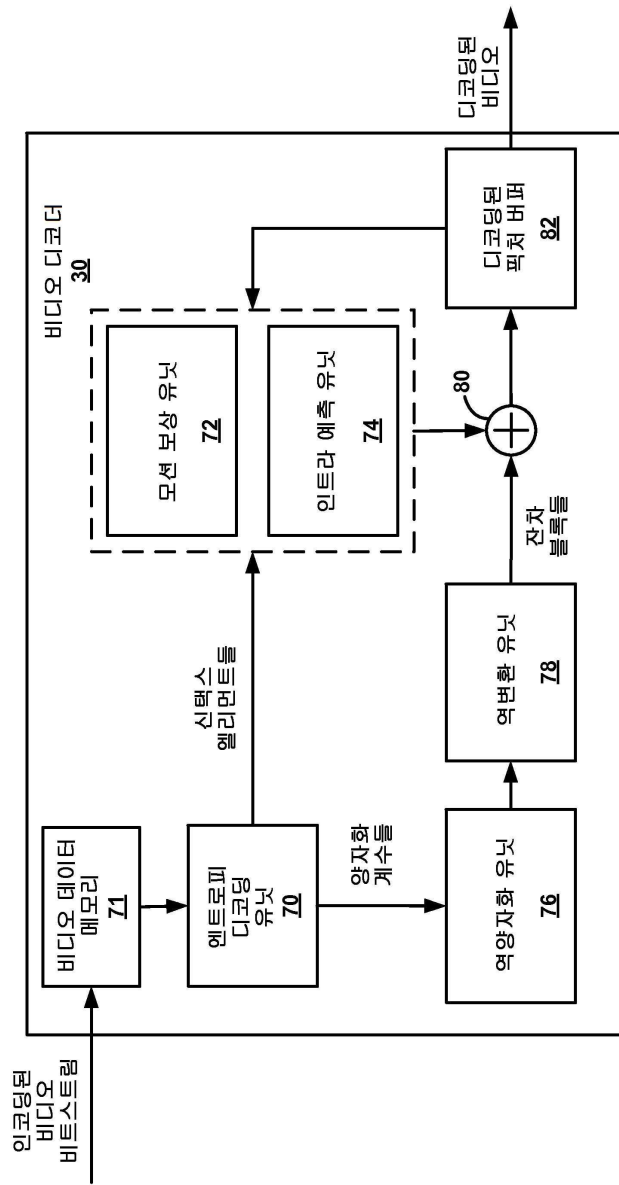 인코딩된
비디오
비트스트림
비디오 디코더
30
비디오 데이터
메모리
71
엔트로피
디코딩
유닛
70
신택스
엘리먼트들
모션 보상 유닛
72
인트라 예측 유닛
74
양자화
계수들
역양자화 유닛
76
역변환 유닛
78
잔차
블록들
80
디코딩된
픽처 버퍼
82
디코딩된
비디오